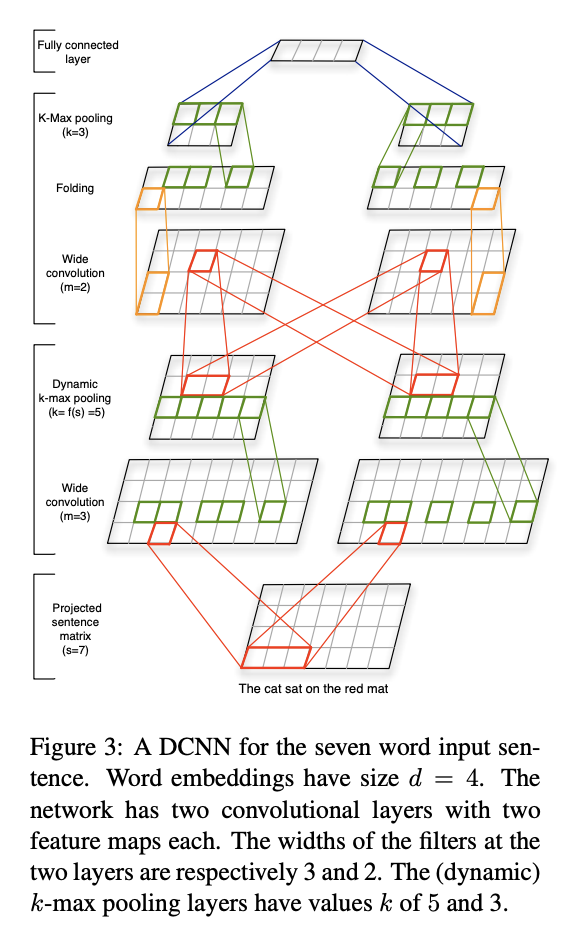 Fully connected
layer
K-Max pooling
(k=3)
Folding
Wide
convolution
(m=2)
Dynamic
k-max pooling
(k= f(s) =5)
Wide
convolution
(m=3)
Projected
sentence
matrix
(s=7)
The cat sat on the red mat
Figure 3: A DCNN for the seven word input sen-
tence. Word embeddings have size d = 4. The
network has two convolutional layers with two
feature maps each. The widths of the filters at the
two layers are respectively 3 and 2. The (dynamic)
k-max pooling layers have values k of 5 and 3.